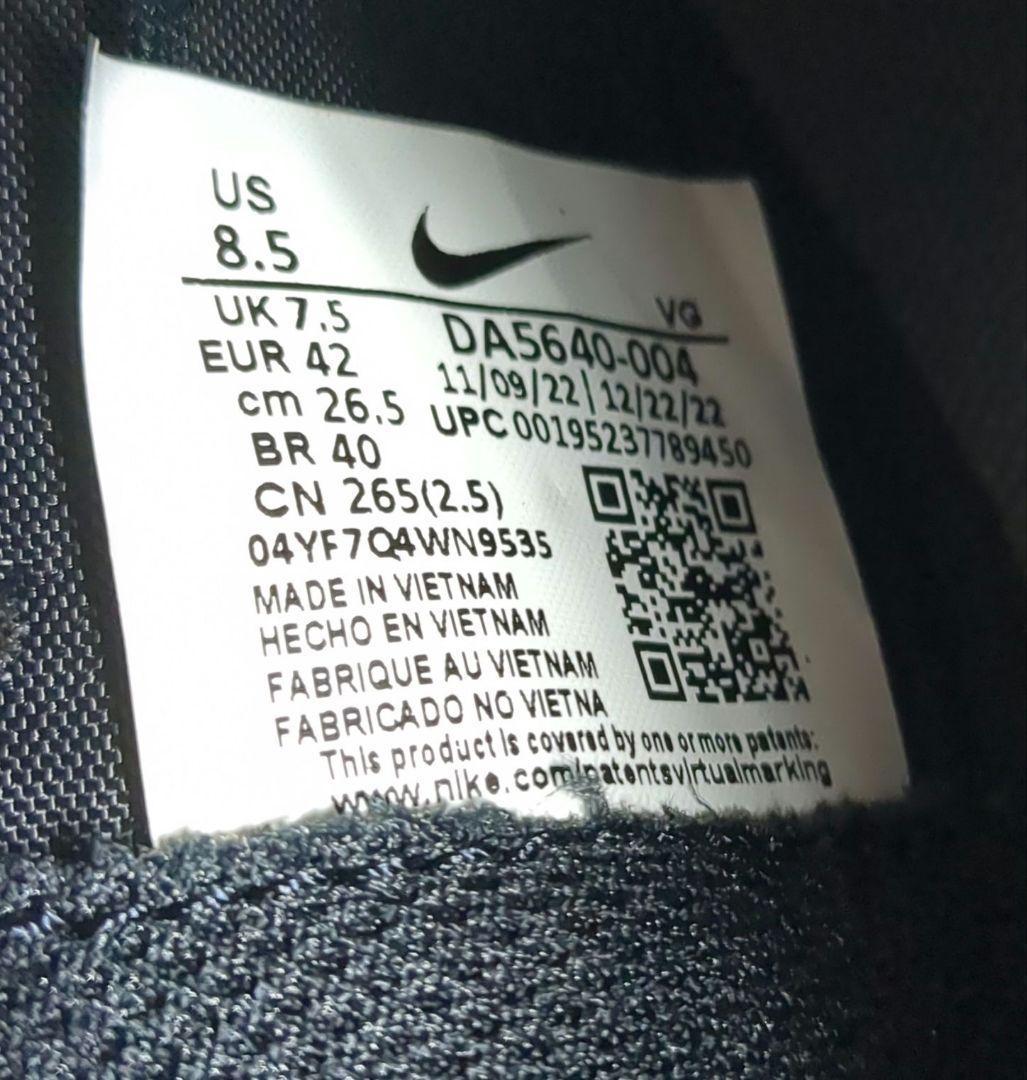 US
8.5
VG
UK 7.5
DA5640-004
EUR 42
11/09/22 | 12/22/22
cm 26.5
UPC 00195237789450
BR 40
CN 265(2.5)
04YF7Q4WN9535
MADE IN VIETNAM
HECHO EN VIETNAM
FABRIQUE AU VIETNAM
FABRICADO NO VIETNA
This product is covered by one or more patents:
www.nike.com/patentsvirtualmarking